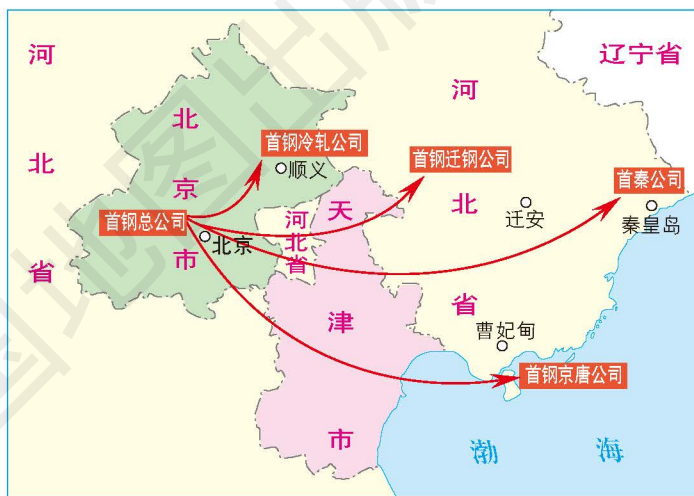 辽宁省
河北省
河北省
北京市
首钢冷轧公司
顺义
首钢迁钢公司
首秦公司
首钢总公司
北京
河北省
天津市
迁安
秦皇岛
曹妃甸
首钢京唐公司
渤海